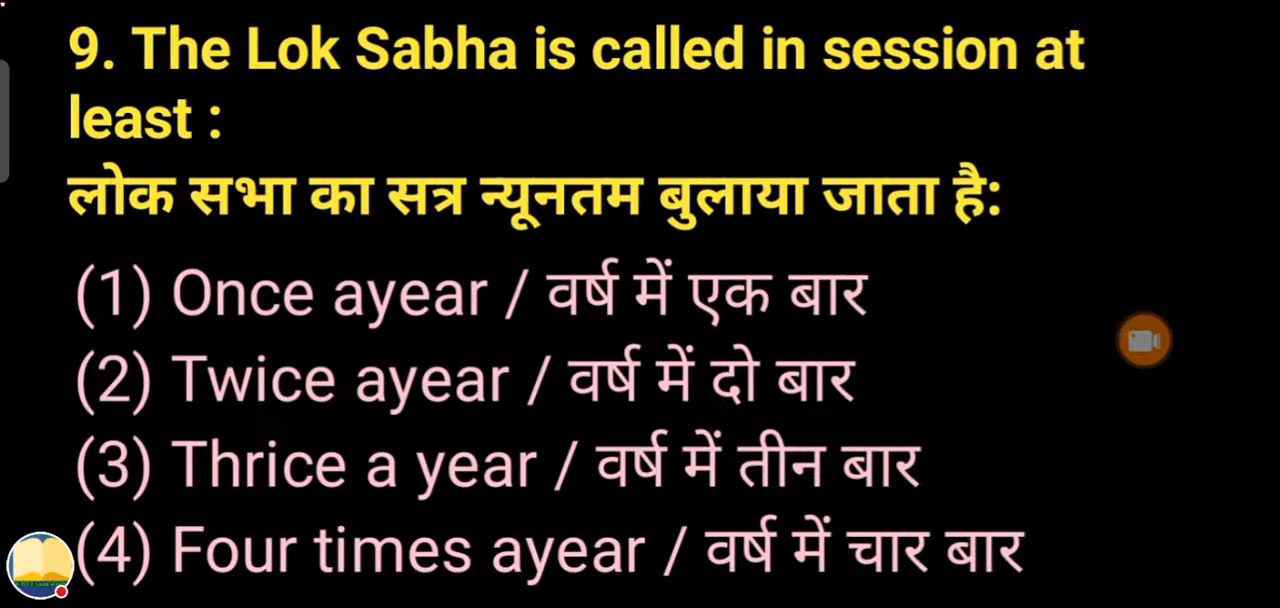 9. The Lok Sabha is called in session at
least :
लोक सभा का सत्र न्यूनतम बुलाया जाता है:
(1) Once ayear / वर्ष में एक बार
(2) Twice ayear / वर्ष में दो बार
(3) Thrice a year / वर्ष में तीन बार
(4) Four times ayear / वर्ष में चार बार